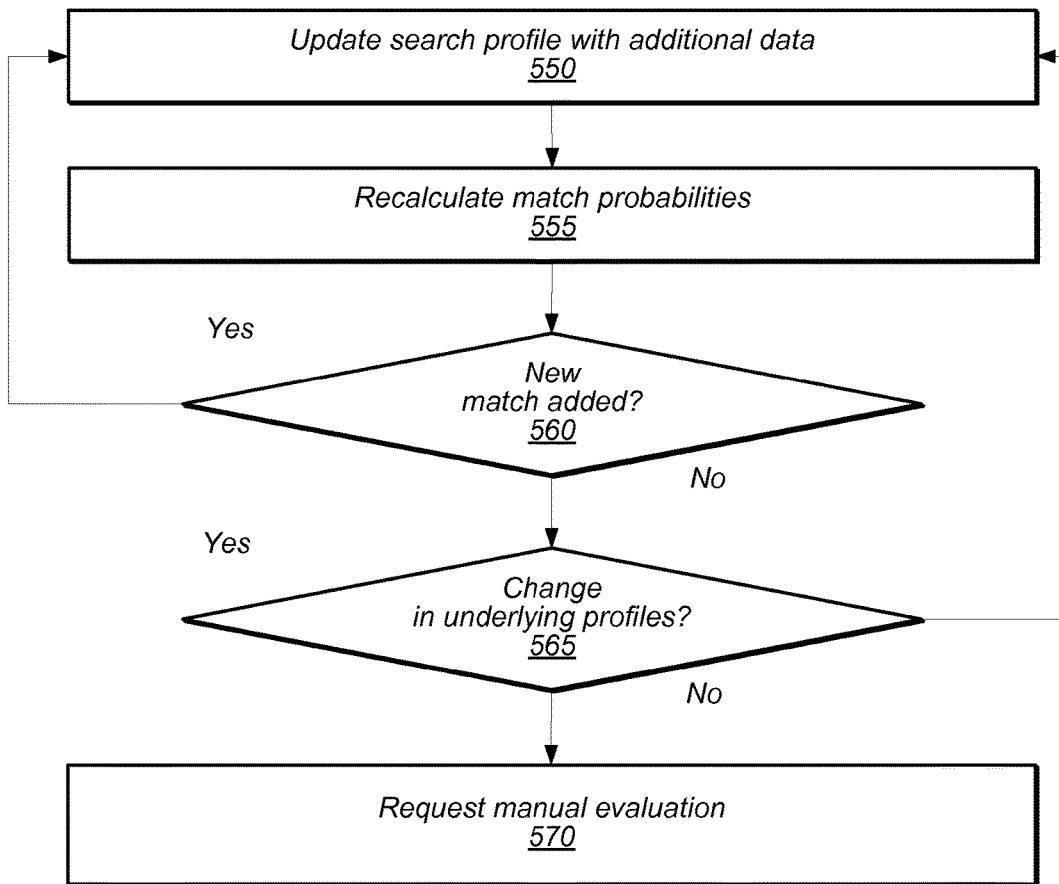 Update search profile with additional data
550
Recalculate match probabilities
555
Yes
New
match added?
560
No
Yes
Change
in underlying profiles?
565
No
Request manual evaluation
570